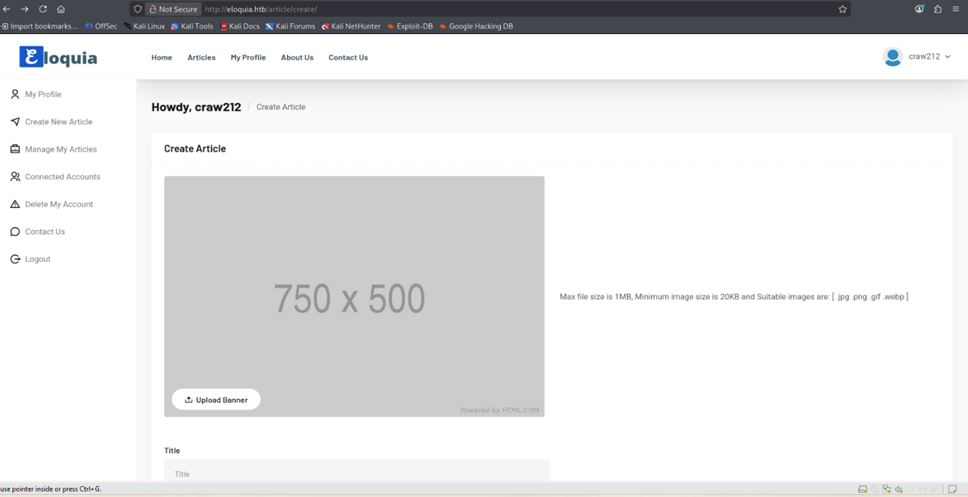 Not Secure http://eloquia.htb/article/create/
Import bookmarks... OffSec Kali Linux Kali Tools Kali Docs Kali Forums Kali NetHunter Exploit-DB Google Hacking DB
Eloquia Home Articles My Profile About Us Contact Us craw212
My Profile
Create New Article
Manage My Articles
Connected Accounts
Delete My Account
Contact Us
Logout
Howdy, craw212 Create Article
Create Article
750 x 500
Max file size is 1MB, Minimum image size is 20KB and Suitable images are: [ .jpg .png .gif .webp ]
Upload Banner
Powered by HTML.COM
Title
Title
use pointer inside or press Ctrl+G.